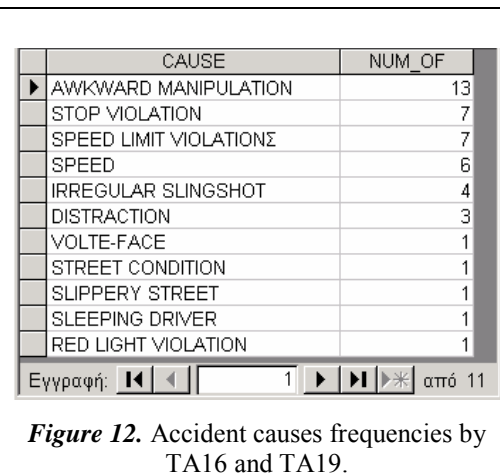 CAUSE NUM_OF
AWKWARD MANIPULATION 13
STOP VIOLATION 7
SPEED LIMIT VIOLATIONΣ 7
SPEED 6
IRREGULAR SLINGSHOT 4
DISTRACTION 3
VOLTE-FACE 1
STREET CONDITION 1
SLIPPERY STREET 1
SLEEPING DRIVER 1
RED LIGHT VIOLATION 1
Εγγραφή: 1 από 11
Figure 12. Accident causes frequencies by
TA16 and TA19.